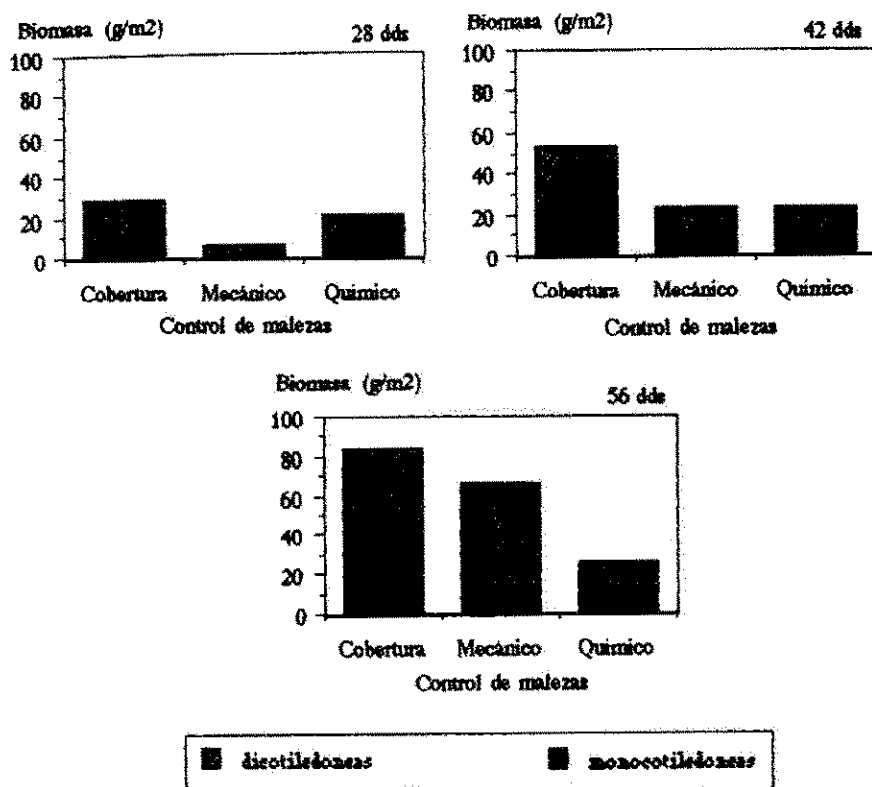 Biomasa (g/m2) 28 dds
100
80
60
40
20
0
Cobertura Mecánico Químico
Control de malezas
Biomasa (g/m2) 42 dds
100
80
60
40
20
0
Cobertura Mecánico Químico
Control de malezas
Biomasa (g/m2) 56 dds
100
80
60
40
20
0
Cobertura Mecánico Químico
Control de malezas
dicotiledoneas monocotiledoneas